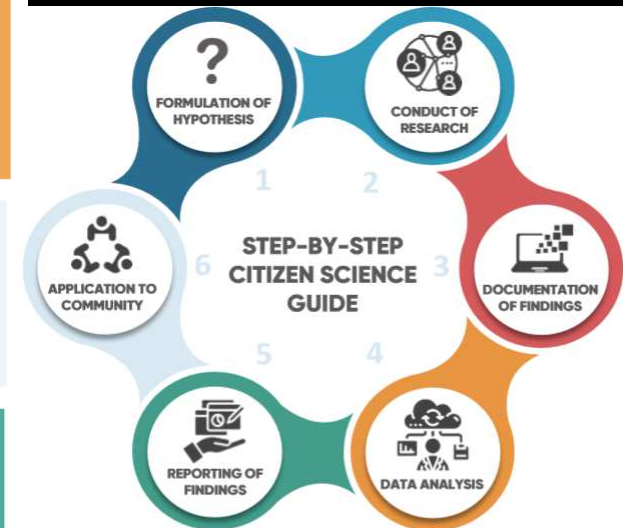 ?
FORMULATION OF
HYPOTHESIS
1
CONDUCT OF
RESEARCH
2
STEP-BY-STEP
CITIZEN SCIENCE
GUIDE
3
DOCUMENTATION
OF FINDINGS
4
DATA ANALYSIS
5
REPORTING OF
FINDINGS
6
APPLICATION TO
COMMUNITY